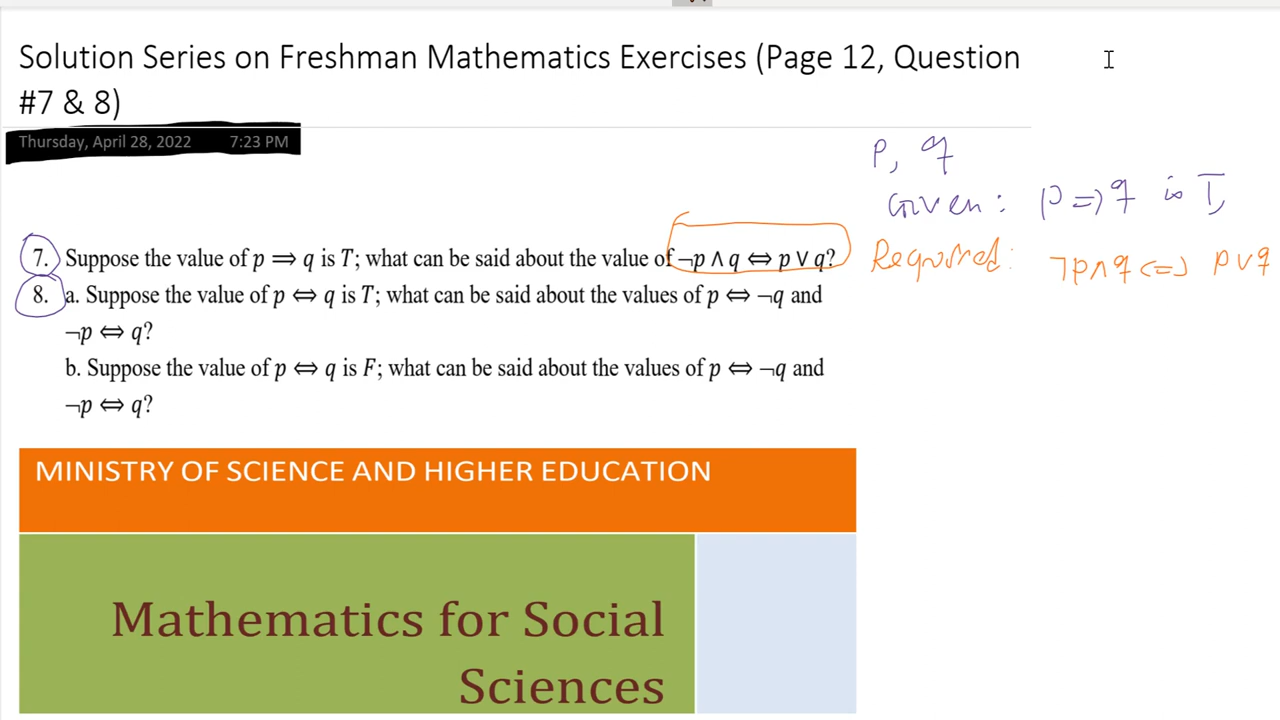 Solution Series on Freshman Mathematics Exercises (Page 12, Question
#7 & 8)
Thursday, April 28, 2022 7:23 PM
P, q
Given: p => q is T,
7. Suppose the value of p ⟹ q is T; what can be said about the value of ¬p ∧ q ⟺ p ∨ q?
Required: ¬p ∧ q <=> p ∨ q
8. a. Suppose the value of p ⟺ q is T; what can be said about the values of p ⟺ ¬q and
¬p ⟺ q?
b. Suppose the value of p ⟺ q is F; what can be said about the values of p ⟺ ¬q and
¬p ⟺ q?
MINISTRY OF SCIENCE AND HIGHER EDUCATION
Mathematics for Social
Sciences